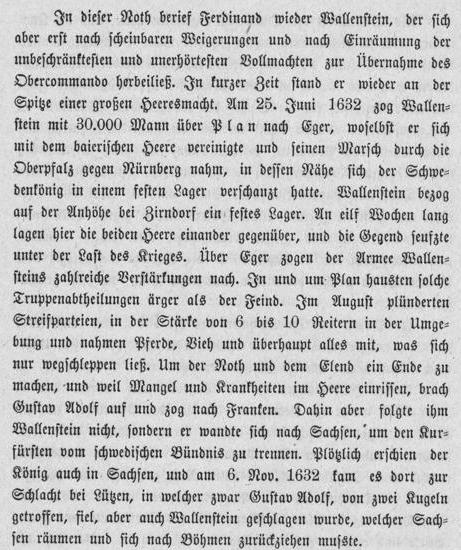 In dieser Noth berief Ferdinand wieder Wallenstein, der sich
aber erst nach scheinbaren Weigerungen und nach Einräumung der
unbeschränktesten und unerhörtesten Vollmachten zur Übernahme des
Obercommando herbeiließ. In kurzer Zeit stand er wieder an der
Spitze einer großen Heeresmacht. Am 25. Juni 1632 zog Wallen-
stein mit 30.000 Mann über Plan nach Eger, woselbst er sich
mit dem baierischen Heere vereinigte und seinen Marsch durch die
Oberpfalz gegen Nürnberg nahm, in dessen Nähe sich der Schwe-
denkönig in einem festen Lager verschanzt hatte. Wallenstein bezog
auf der Anhöhe bei Zirndorf ein festes Lager. An eilf Wochen lang
lagen hier die beiden Heere einander gegenüber, und die Gegend seufzte
unter der Last des Krieges. Über Eger zogen der Armee Wallen-
steins zahlreiche Verstärkungen nach. In und um Plan hausten solche
Truppenabtheilungen ärger als der Feind. Im August plünderten
Streifparteien, in der Stärke von 6 bis 10 Reitern in der Umge-
bung und nahmen Pferde, Vieh und überhaupt alles mit, was sich
nur wegschleppen ließ. Um der Noth und dem Elend ein Ende zu
machen, und weil Mangel und Krankheiten im Heere einrissen, brach
Gustav Adolf auf und zog nach Franken. Dahin aber folgte ihm
Wallenstein nicht, sondern er wandte sich nach Sachsen, um den Kur-
fürsten vom schwedischen Bündnis zu trennen. Plötzlich erschien der
König auch in Sachsen, und am 6. Nov. 1632 kam es dort zur
Schlacht bei Lützen, in welcher zwar Gustav Adolf, von zwei Kugeln
getroffen, fiel, aber auch Wallenstein geschlagen wurde, welcher Sach-
sen räumen und sich nach Böhmen zurückziehen musste.